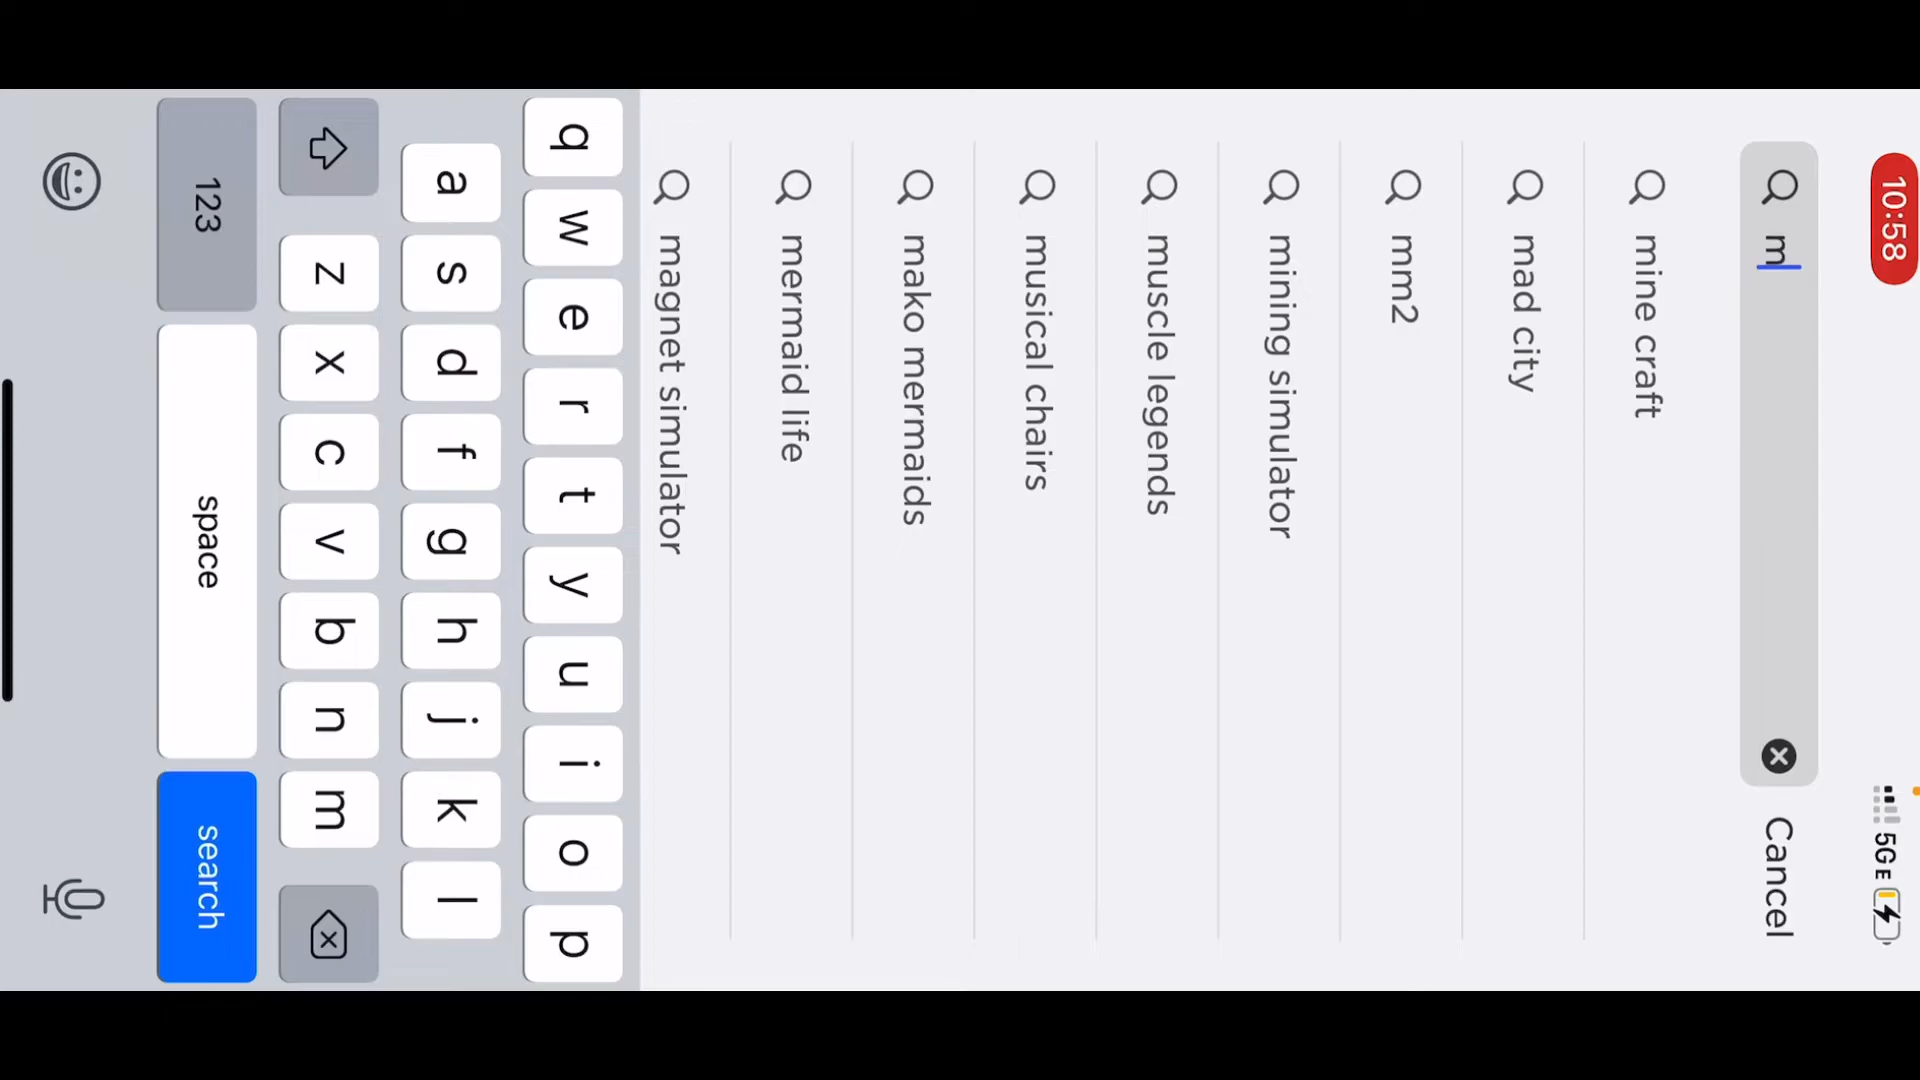 10:58
5G E
m
Cancel
mine craft
mad city
mm2
mining simulator
muscle legends
musical chairs
mako mermaids
mermaid life
magnet simulator
q w e r t y u i o p
a s d f g h j k l
z x c v b n m
123 space search